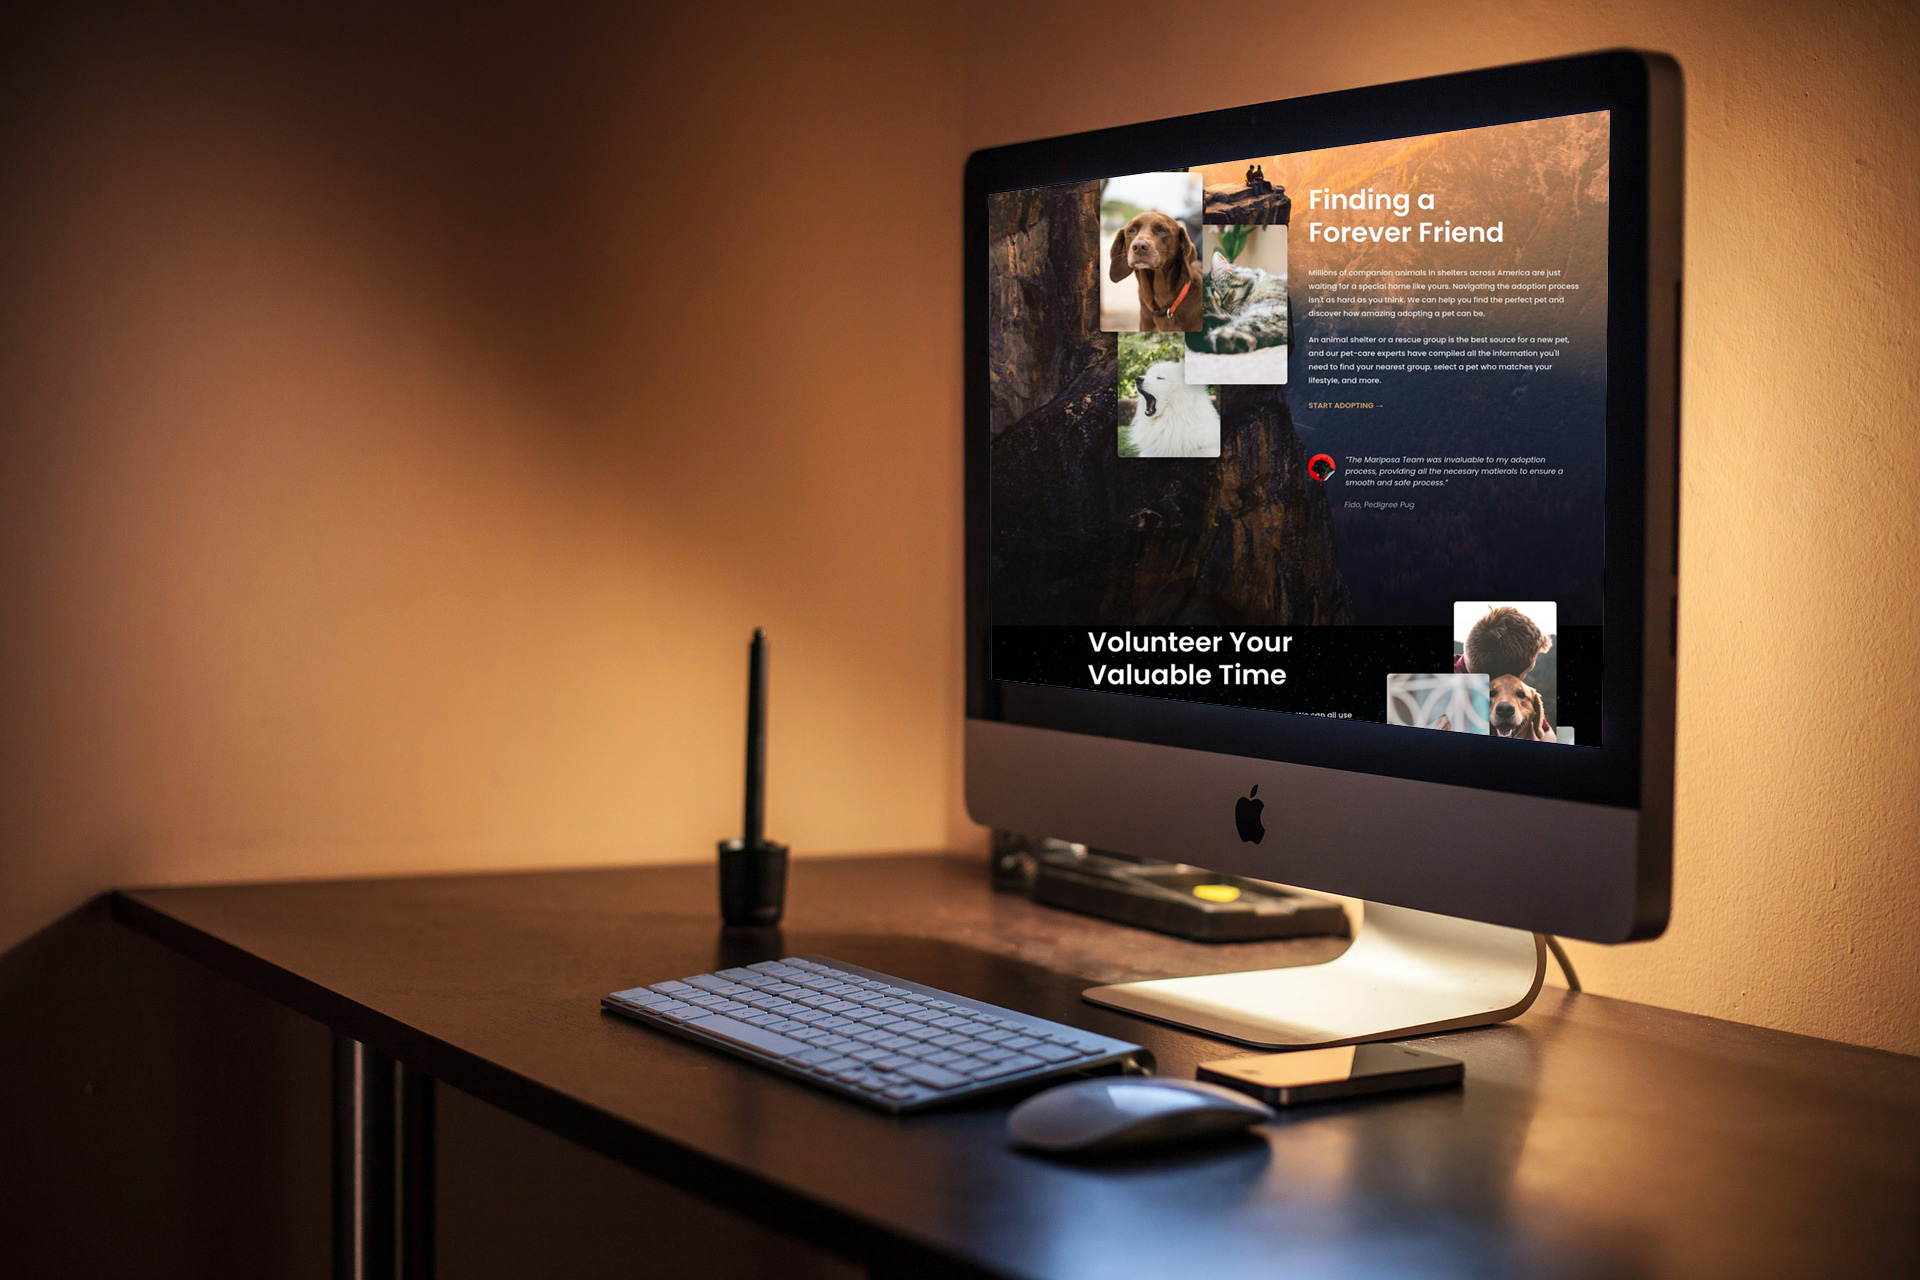 Finding a
Forever Friend
Millions of companion animals in shelters across America are just
waiting for a special home like yours. Navigating the adoption process
isn't as hard as you think. We can help you find the perfect pet and
discover how amazing adopting a pet can be.
An animal shelter or a rescue group is the best source for a new pet,
and our pet-care experts have compiled all the information you'll
need to find your nearest group, select a pet who matches your
lifestyle, and more.
START ADOPTING →
"The Mariposa Team was invaluable to my adoption
process, providing all the necesary matierals to ensure a
smooth and safe process."
Fido, Pedigree Pug
Volunteer Your
Valuable Time
We can all use